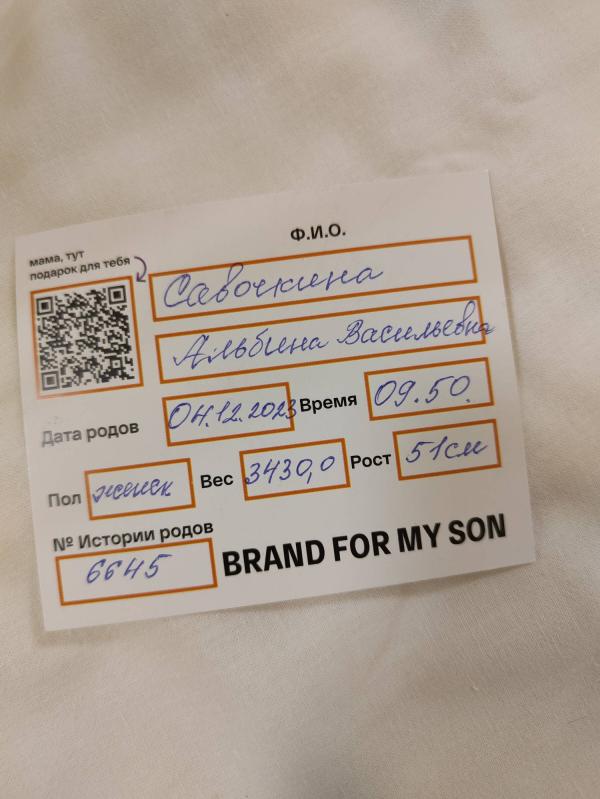 Ф.И.О.
мама, тут
подарок для тебя
Савочкина
Альбина Васильевна
Дата родов 04.12.2023 Время 09.50.
Пол женск Вес 3430,0 Рост 51см
№ Истории родов
6645
BRAND FOR MY SON